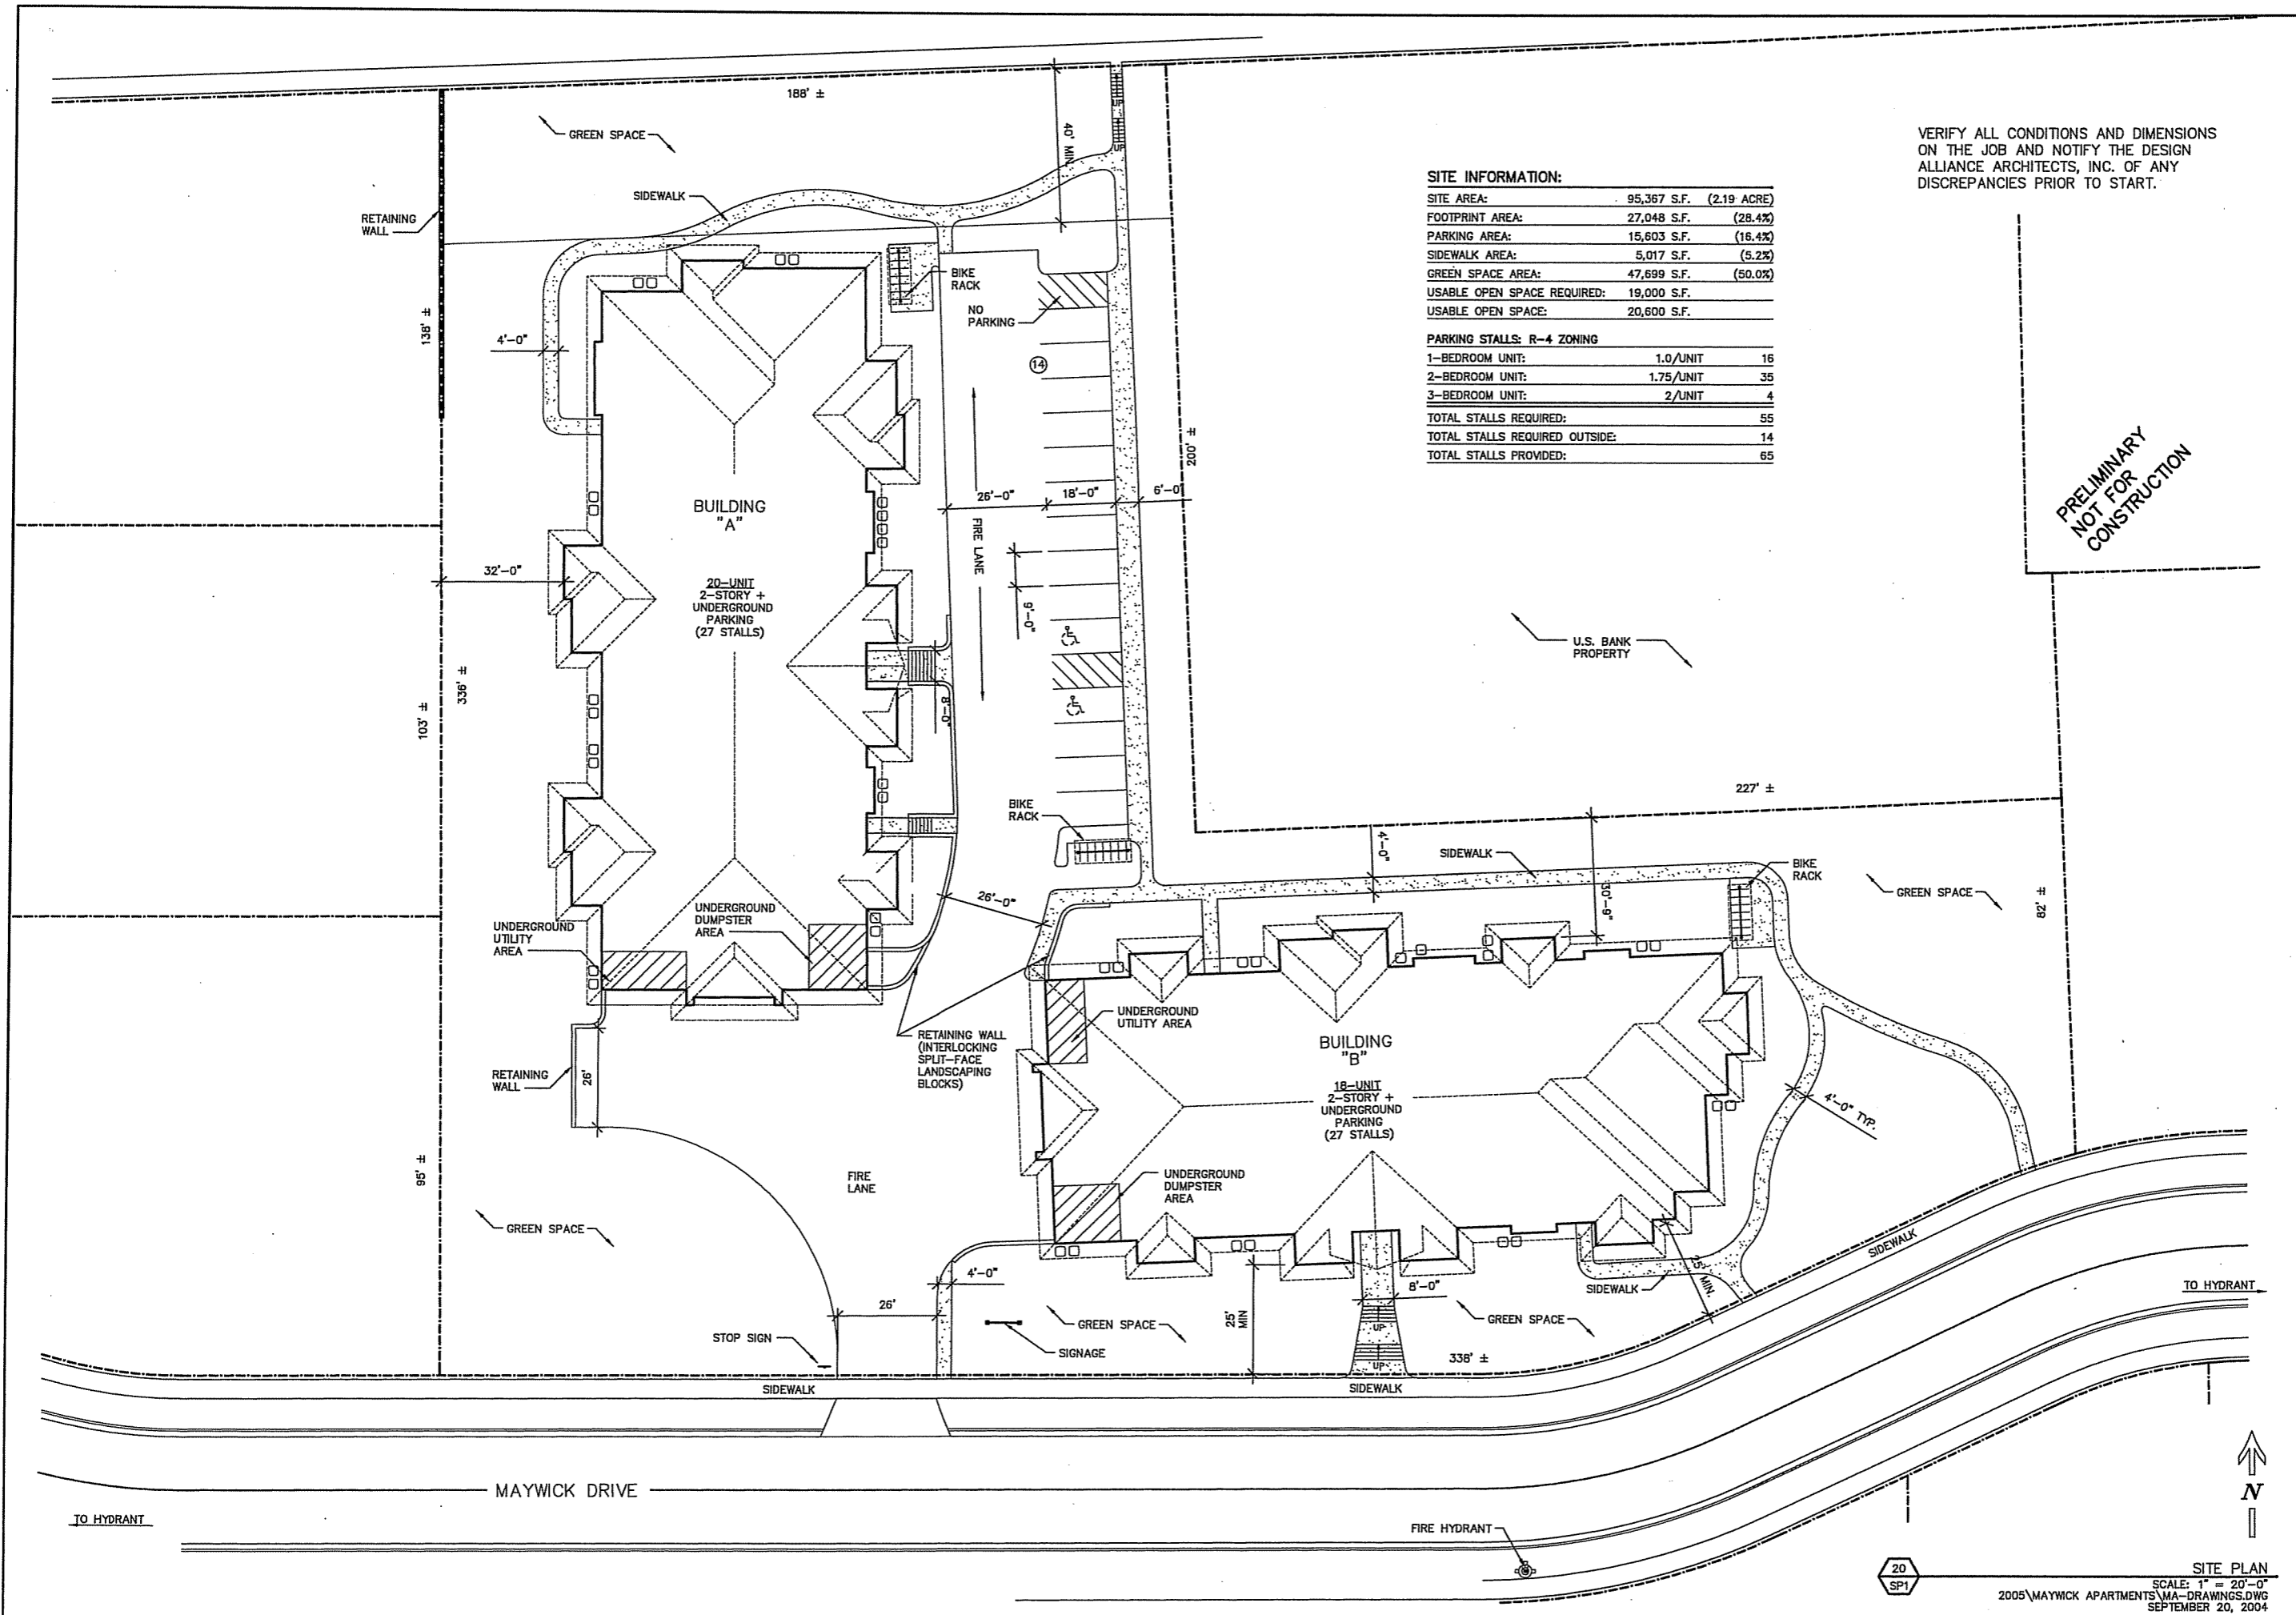 188' ±
GREEN SPACE
40' MIN.
UP
UP
SIDEWALK
RETAINING
WALL
BIKE
RACK
NO
PARKING
14
138' ±
4'-0"
VERIFY ALL CONDITIONS AND DIMENSIONS
ON THE JOB AND NOTIFY THE DESIGN
ALLIANCE ARCHITECTS, INC. OF ANY
DISCREPANCIES PRIOR TO START.
SITE INFORMATION:
SITE AREA: 95,367 S.F. (2.19 ACRE)
FOOTPRINT AREA: 27,048 S.F. (28.4%)
PARKING AREA: 15,603 S.F. (16.4%)
SIDEWALK AREA: 5,017 S.F. (5.2%)
GREEN SPACE AREA: 47,699 S.F. (50.0%)
USABLE OPEN SPACE REQUIRED: 19,000 S.F.
USABLE OPEN SPACE: 20,600 S.F.
PARKING STALLS: R-4 ZONING
1-BEDROOM UNIT: 1.0/UNIT 16
2-BEDROOM UNIT: 1.75/UNIT 35
3-BEDROOM UNIT: 2/UNIT 4
TOTAL STALLS REQUIRED: 55
TOTAL STALLS REQUIRED OUTSIDE: 14
TOTAL STALLS PROVIDED: 65
PRELIMINARY
NOT FOR
CONSTRUCTION
200' ±
26'-0"
18'-0"
6'-0"
FIRE LANE
9'-0"
BUILDING
"A"
20-UNIT
2-STORY +
UNDERGROUND
PARKING
(27 STALLS)
32'-0"
336' ±
103' ±
8'-0"
U.S. BANK
PROPERTY
227' ±
BIKE
RACK
4'-0"
SIDEWALK
30'-9"
BIKE
RACK
GREEN SPACE
82' ±
26'-0"
UNDERGROUND
UTILITY
AREA
UNDERGROUND
DUMPSTER
AREA
RETAINING WALL
(INTERLOCKING
SPLIT-FACE
LANDSCAPING
BLOCKS)
UNDERGROUND
UTILITY AREA
BUILDING
"B"
18-UNIT
2-STORY +
UNDERGROUND
PARKING
(27 STALLS)
4'-0" TYP.
RETAINING
WALL
26'
95' ±
FIRE
LANE
UNDERGROUND
DUMPSTER
AREA
GREEN SPACE
4'-0"
26'
25'
MIN
8'-0"
SIDEWALK
25' MIN.
SIDEWALK
TO HYDRANT
STOP SIGN
SIGNAGE
GREEN SPACE
UP
UP
GREEN SPACE
338' ±
SIDEWALK
SIDEWALK
MAYWICK DRIVE
TO HYDRANT
FIRE HYDRANT
N
20
SP1
SITE PLAN
SCALE: 1" = 20'-0"
2005\MAYWICK APARTMENTS\MA-DRAWINGS.DWG
SEPTEMBER 20, 2004